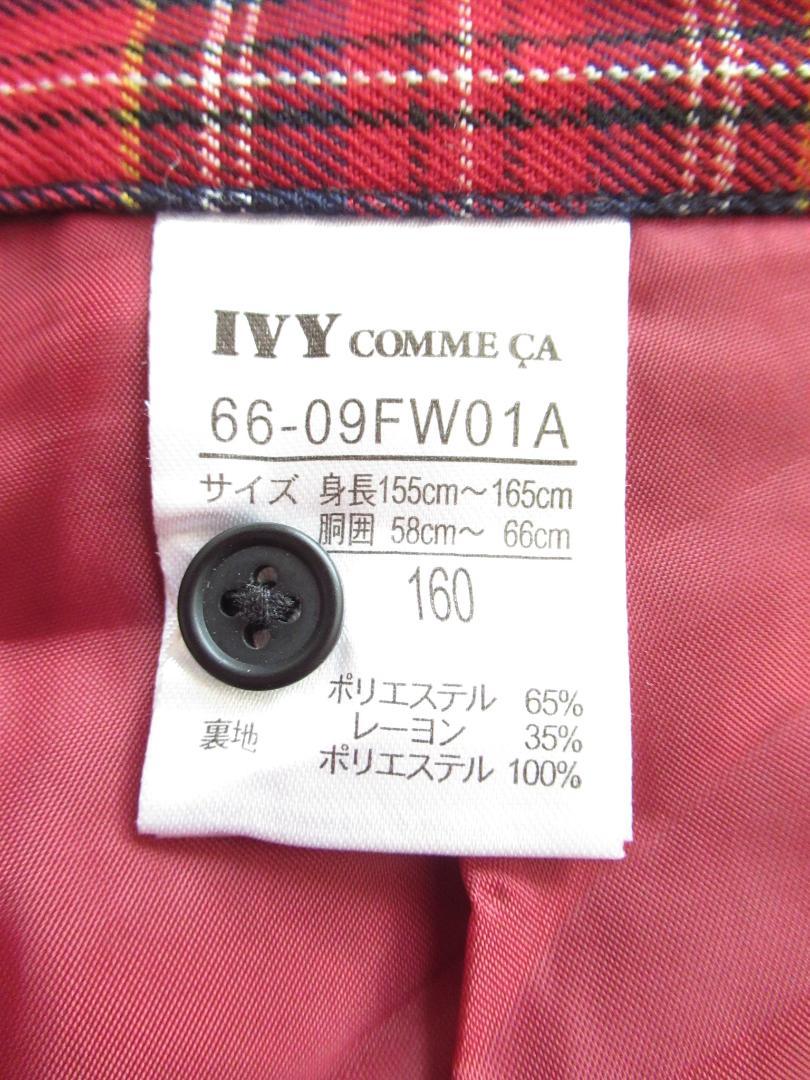 IVY COMME ÇA
66-09FW01A
サイズ 身長155cm〜165cm
胴囲 58cm〜 66cm
160
ポリエステル 65%
レーヨン 35%
裏地 ポリエステル 100%